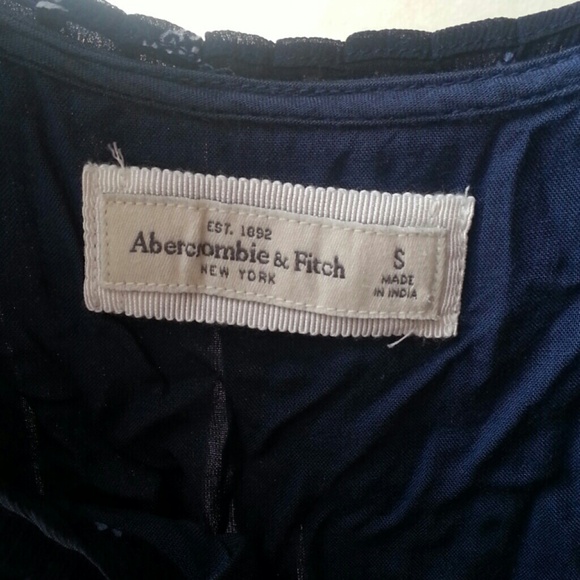 EST. 1892
Abercrombie & Fitch
NEW YORK
S
MADE
IN INDIA